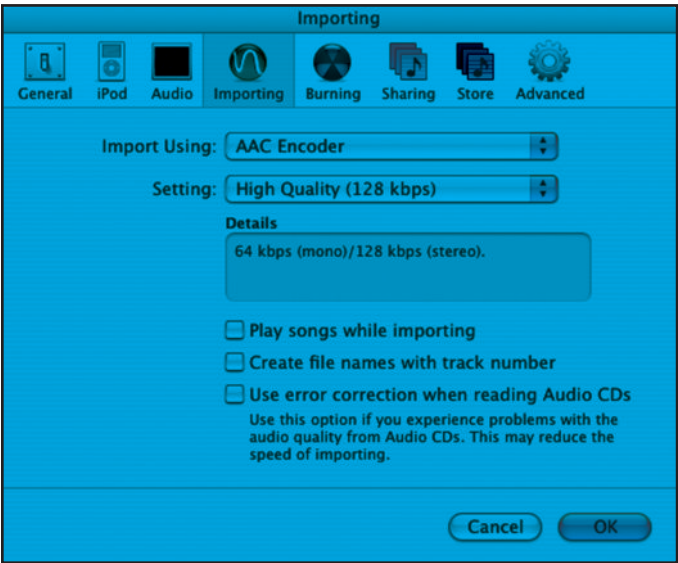 Importing
General iPod Audio Importing Burning Sharing Store Advanced
Import Using: AAC Encoder
Setting: High Quality (128 kbps)
Details
64 kbps (mono)/128 kbps (stereo).
Play songs while importing
Create file names with track number
Use error correction when reading Audio CDs
Use this option if you experience problems with the
audio quality from Audio CDs. This may reduce the
speed of importing.
Cancel OK